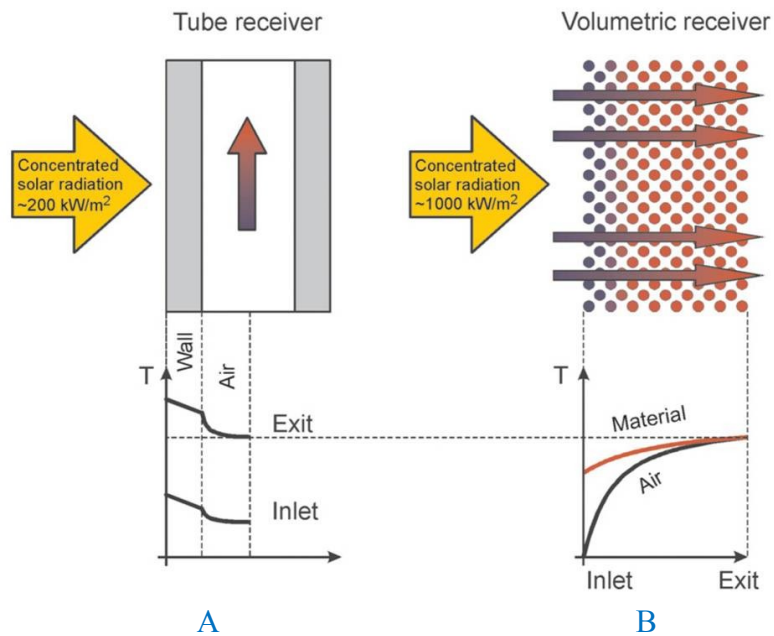 Tube receiver
Volumetric receiver
Concentrated
solar radiation
~200 kW/m²
Concentrated
solar radiation
~1000 kW/m²
Wall
Air
T
Exit
Inlet
T
Material
Air
Inlet
Exit
A
B